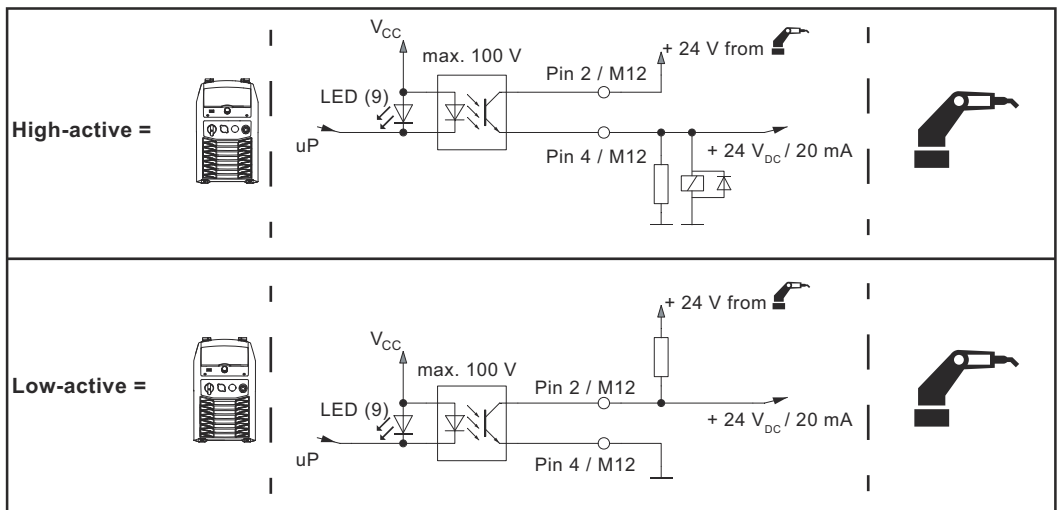 High-active =
V_CC
max. 100 V
+ 24 V from
Pin 2 / M12
LED (9)
uP
Pin 4 / M12
+ 24 V_DC / 20 mA
Low-active =
+ 24 V from
V_CC
max. 100 V
Pin 2 / M12
LED (9)
+ 24 V_DC / 20 mA
uP
Pin 4 / M12